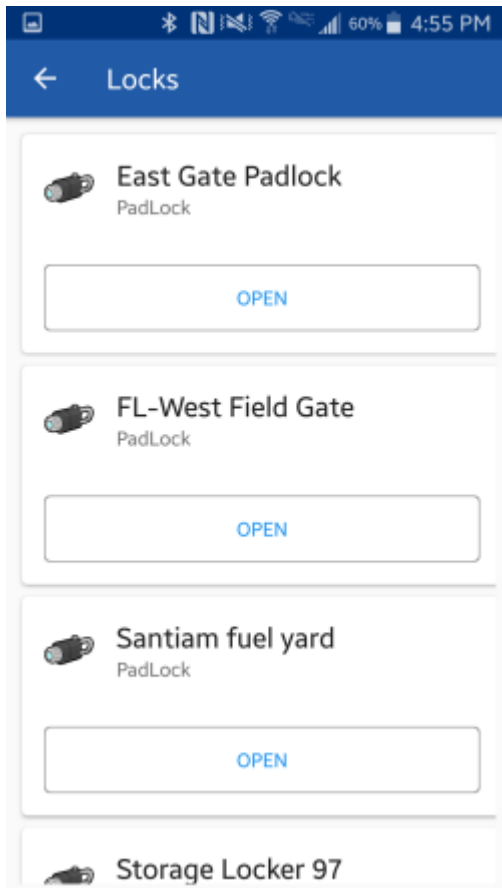 60% 4:55 PM
Locks
East Gate Padlock
PadLock
OPEN
FL-West Field Gate
PadLock
OPEN
Santiam fuel yard
PadLock
OPEN
Storage Locker 97